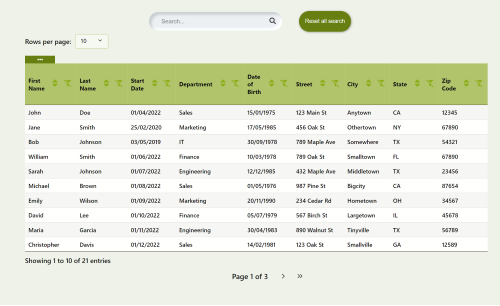 Search...
Reset all search
Rows per page: 10
•••
First Name Last Name Start Date Department Date of Birth Street City State Zip Code
John Doe 01/04/2022 Sales 15/01/1975 123 Main St Anytown CA 12345
Jane Smith 25/02/2020 Marketing 17/05/1985 456 Oak St Othertown NY 67890
Bob Johnson 03/05/2019 IT 30/09/1978 789 Maple Ave Somewhere TX 54321
William Smith 01/06/2022 Finance 10/03/1978 789 Oak St Smalltown FL 67890
Sarah Johnson 01/07/2022 Engineering 12/12/1985 432 Maple Ave Middletown TX 23456
Michael Brown 01/08/2022 Sales 01/05/1976 987 Pine St Bigcity CA 87654
Emily Wilson 01/09/2022 Marketing 20/11/1990 234 Cedar Rd Hometown OH 34567
David Lee 01/10/2022 Finance 05/07/1979 567 Birch St Largetown IL 45678
Maria Garcia 01/11/2022 Engineering 30/04/1983 890 Walnut St Tinyville TX 56789
Christopher Davis 01/12/2022 Sales 14/02/1981 123 Oak St Smallville GA 12589
Showing 1 to 10 of 21 entries
Page 1 of 3 › »